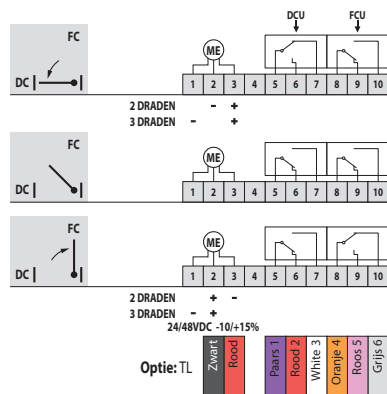 DCU FCU
FC
ME
DC
1 2 3 4 5 6 7 8 9 10
2 DRADEN - +
3 DRADEN - +
FC
ME
DC
1 2 3 4 5 6 7 8 9 10
FC
ME
DC
1 2 3 4 5 6 7 8 9 10
2 DRADEN + -
3 DRADEN - +
24/48VDC -10/+15%
Optie: TL
Zwart
Rood
Paars 1
Rood 2
White 3
Oranje 4
Roos 5
Grijs 6